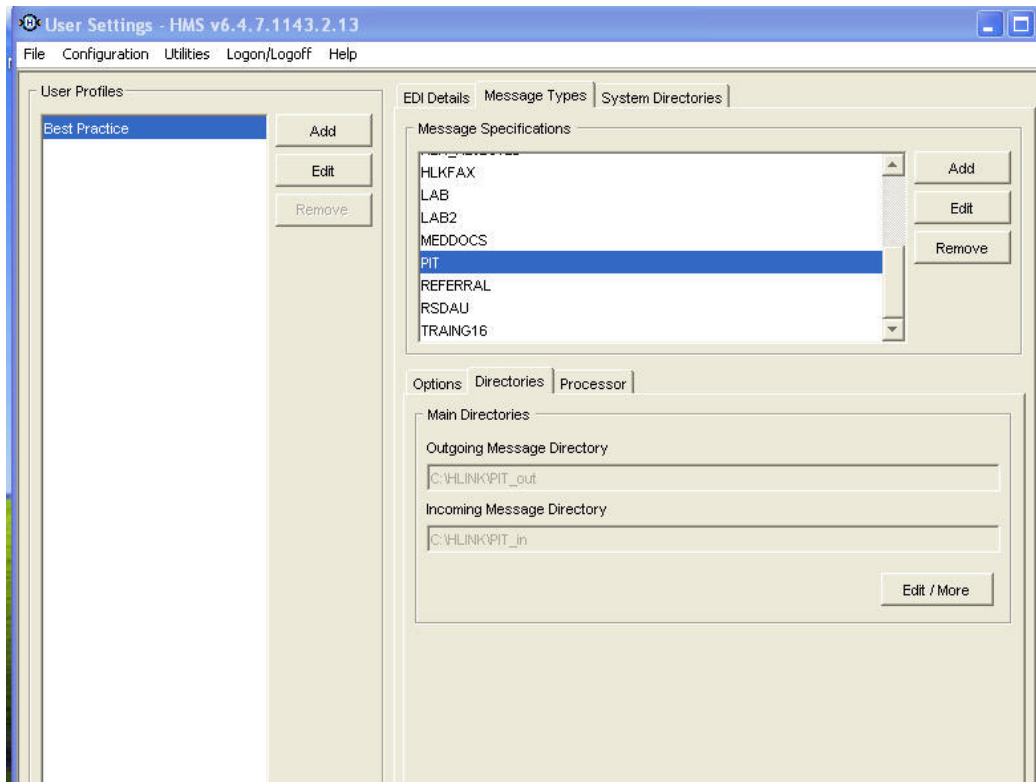 User Settings - HMS v6.4.7.1143.2.13
File Configuration Utilities Logon/Logoff Help
User Profiles
Best Practice
Add
Edit
Remove
EDI Details Message Types System Directories
Message Specifications
HLKFAX
LAB
LAB2
MEDDOCS
PIT
REFERRAL
RSDAU
TRAING16
Add
Edit
Remove
Options Directories Processor
Main Directories
Outgoing Message Directory
C:\HLINK\PIT_out
Incoming Message Directory
C:\HLINK\PIT_in
Edit / More